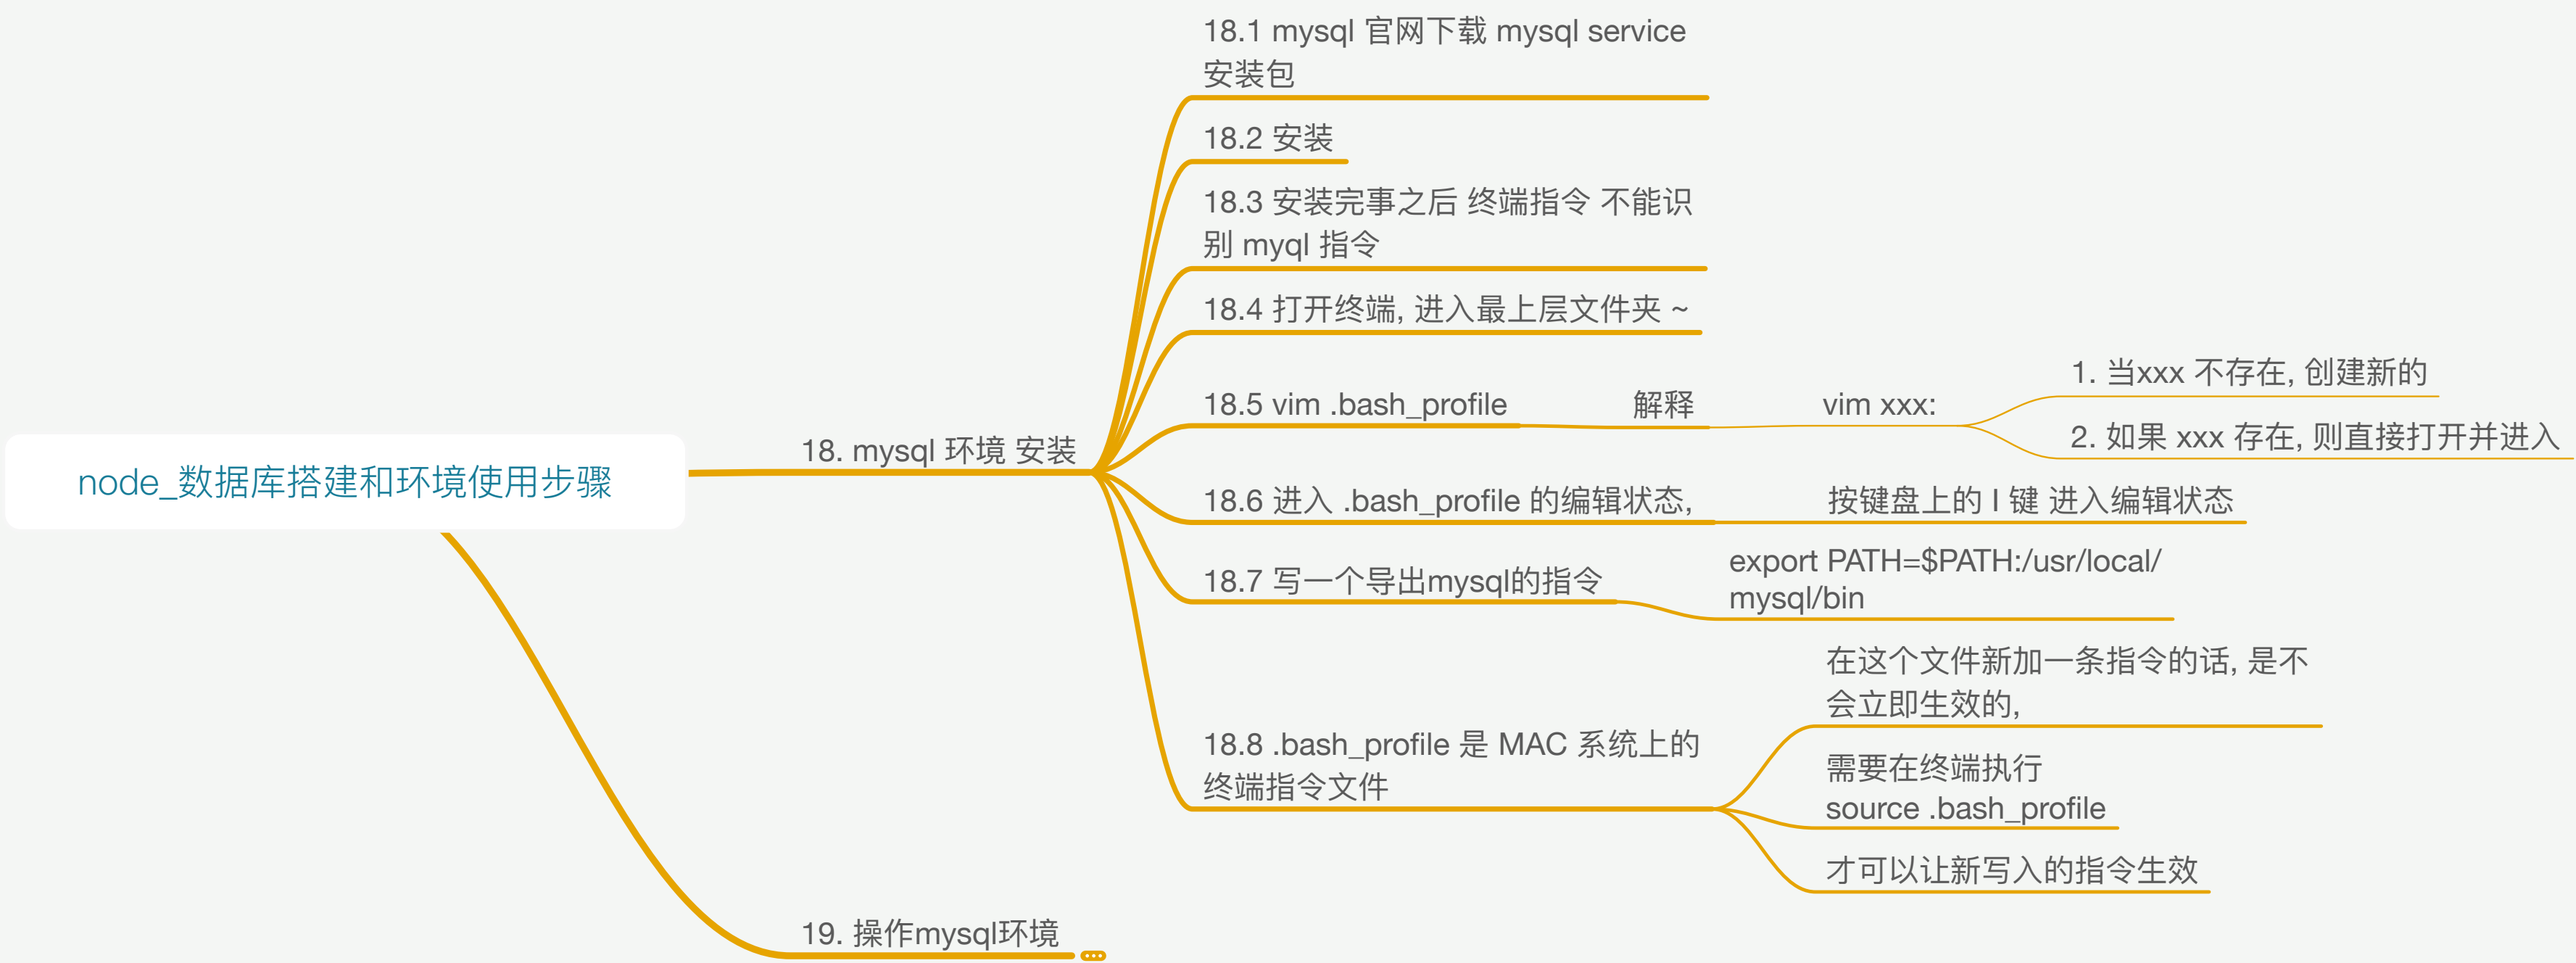 node_数据库搭建和环境使用步骤
18. mysql 环境 安装
18.1 mysql 官网下载 mysql service
安装包
18.2 安装
18.3 安装完事之后 终端指令 不能识
别 myql 指令
18.4 打开终端, 进入最上层文件夹 ~
18.5 vim .bash_profile
解释
vim xxx:
1. 当xxx 不存在, 创建新的
2. 如果 xxx 存在, 则直接打开并进入
18.6 进入 .bash_profile 的编辑状态,
按键盘上的 I 键 进入编辑状态
18.7 写一个导出mysql的指令
export PATH=$PATH:/usr/local/
mysql/bin
18.8 .bash_profile 是 MAC 系统上的
终端指令文件
在这个文件新加一条指令的话, 是不
会立即生效的,
需要在终端执行
source .bash_profile
才可以让新写入的指令生效
19. 操作mysql环境